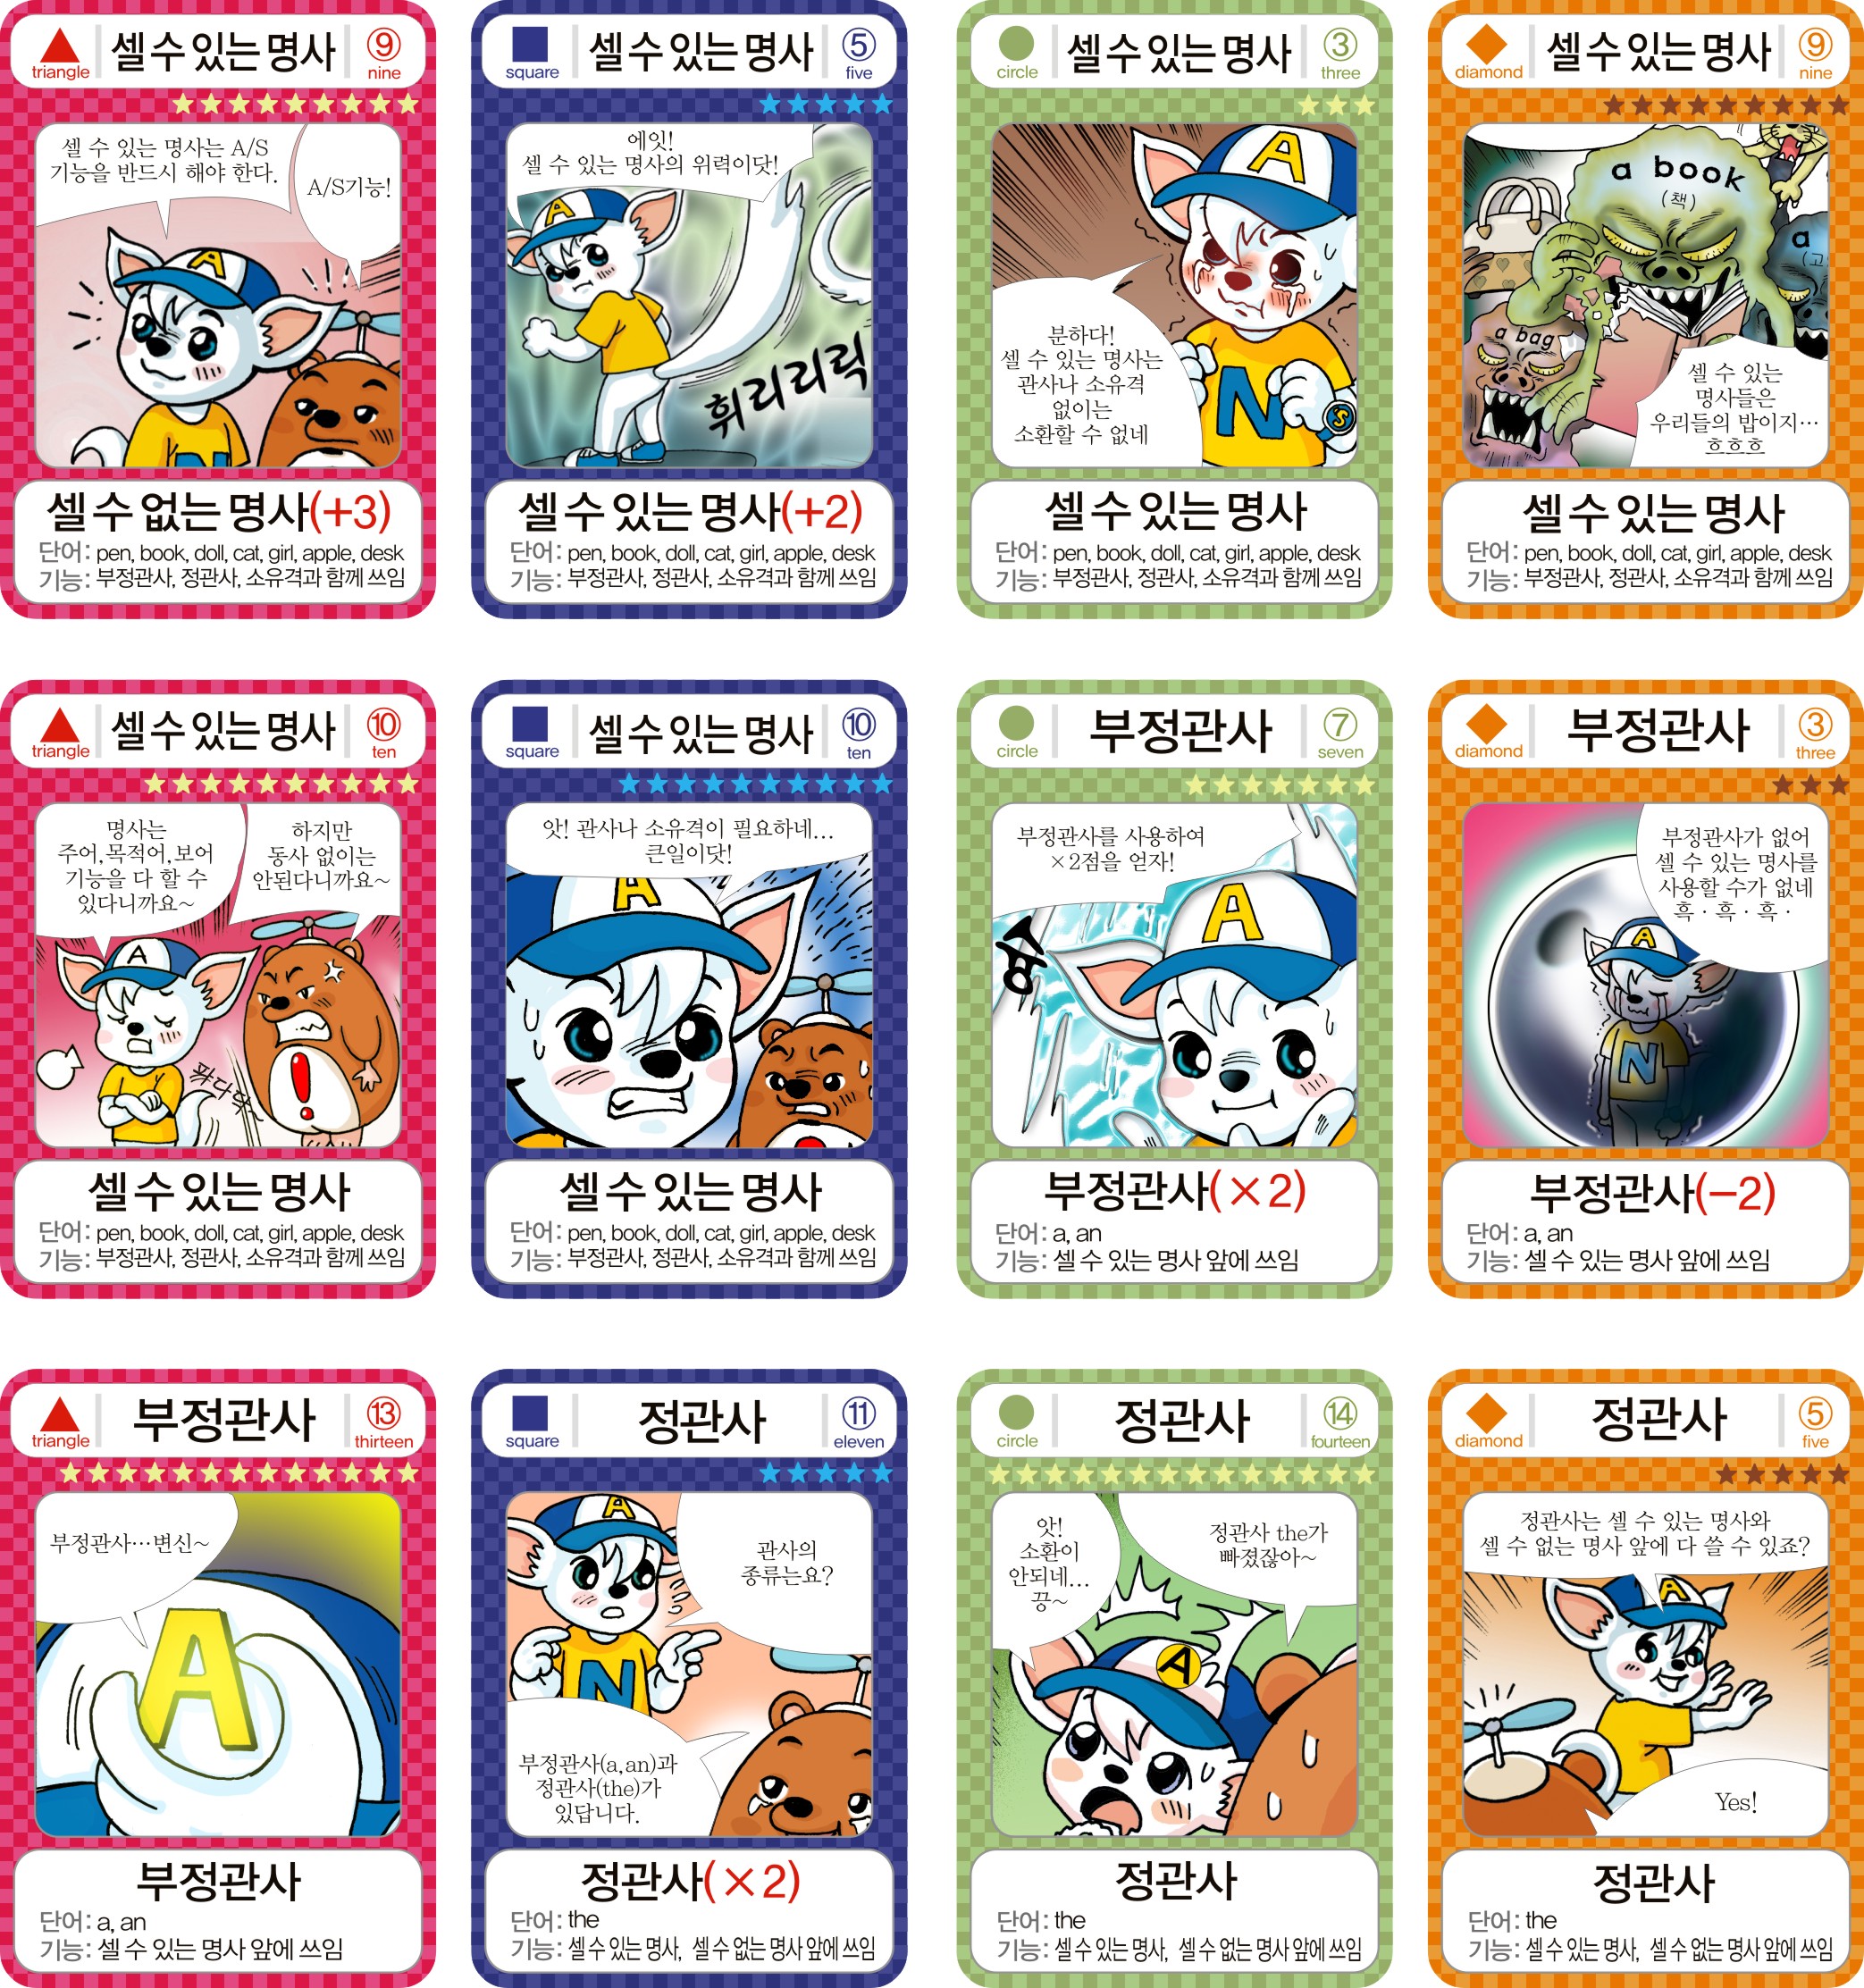 triangle
셀 수 있는 명사
⑨
nine
셀 수 있는 명사는 A/S
기능을 반드시 해야 한다.
A/S기능!
A
셀 수 없는 명사(+3)
단어: pen, book, doll, cat, girl, apple, desk
기능: 부정관사, 정관사, 소유격과 함께 쓰임
square
셀 수 있는 명사
⑤
five
에잇!
셀 수 있는 명사의 위력이닷!
A
휘리리릭
셀 수 있는 명사(+2)
단어: pen, book, doll, cat, girl, apple, desk
기능: 부정관사, 정관사, 소유격과 함께 쓰임
circle
셀 수 있는 명사
③
three
A
분하다!
셀 수 있는 명사는
관사나 소유격
없이는
소환할 수 없네
N
S
셀 수 있는 명사
단어: pen, book, doll, cat, girl, apple, desk
기능: 부정관사, 정관사, 소유격과 함께 쓰임
diamond
셀 수 있는 명사
⑨
nine
a book
(책)
a
(고
a bag
셀 수 있는
명사들은
우리들의 밥이지…
흐흐흐
셀 수 있는 명사
단어: pen, book, doll, cat, girl, apple, desk
기능: 부정관사, 정관사, 소유격과 함께 쓰임
triangle
셀 수 있는 명사
⑩
ten
명사는
주어,목적어,보어
기능을 다 할 수
있다니까요~
하지만
동사 없이는
안된다니까요~
A
파다닥
셀 수 있는 명사
단어: pen, book, doll, cat, girl, apple, desk
기능: 부정관사, 정관사, 소유격과 함께 쓰임
square
셀 수 있는 명사
⑩
ten
앗! 관사나 소유격이 필요하네...
큰일이닷!
A
셀 수 있는 명사
단어: pen, book, doll, cat, girl, apple, desk
기능: 부정관사, 정관사, 소유격과 함께 쓰임
circle
부정관사
⑦
seven
부정관사를 사용하여
×2점을 얻자!
A
부정관사(×2)
단어: a, an
기능: 셀 수 있는 명사 앞에 쓰임
diamond
부정관사
③
three
부정관사가 없어
셀 수 있는 명사를
사용할 수가 없네
흑·흑·흑·
A
N
부정관사(−2)
단어: a, an
기능: 셀 수 있는 명사 앞에 쓰임
triangle
부정관사
⑬
thirteen
부정관사…변신~
A
부정관사
단어: a, an
기능: 셀 수 있는 명사 앞에 쓰임
square
정관사
⑪
eleven
A
관사의
종류는요?
N
부정관사(a,an)과
정관사(the)가
있답니다.
정관사(×2)
단어: the
기능: 셀 수 있는 명사, 셀 수 없는 명사 앞에 쓰임
circle
정관사
⑭
fourteen
앗!
소환이
안되네...
끙~
정관사 the가
빠졌잖아~
A
정관사
단어: the
기능: 셀 수 있는 명사, 셀 수 없는 명사 앞에 쓰임
diamond
정관사
⑤
five
정관사는 셀 수 있는 명사와
셀 수 없는 명사 앞에 다 쓸 수 있죠?
A
Yes!
정관사
단어: the
기능: 셀 수 있는 명사, 셀 수 없는 명사 앞에 쓰임